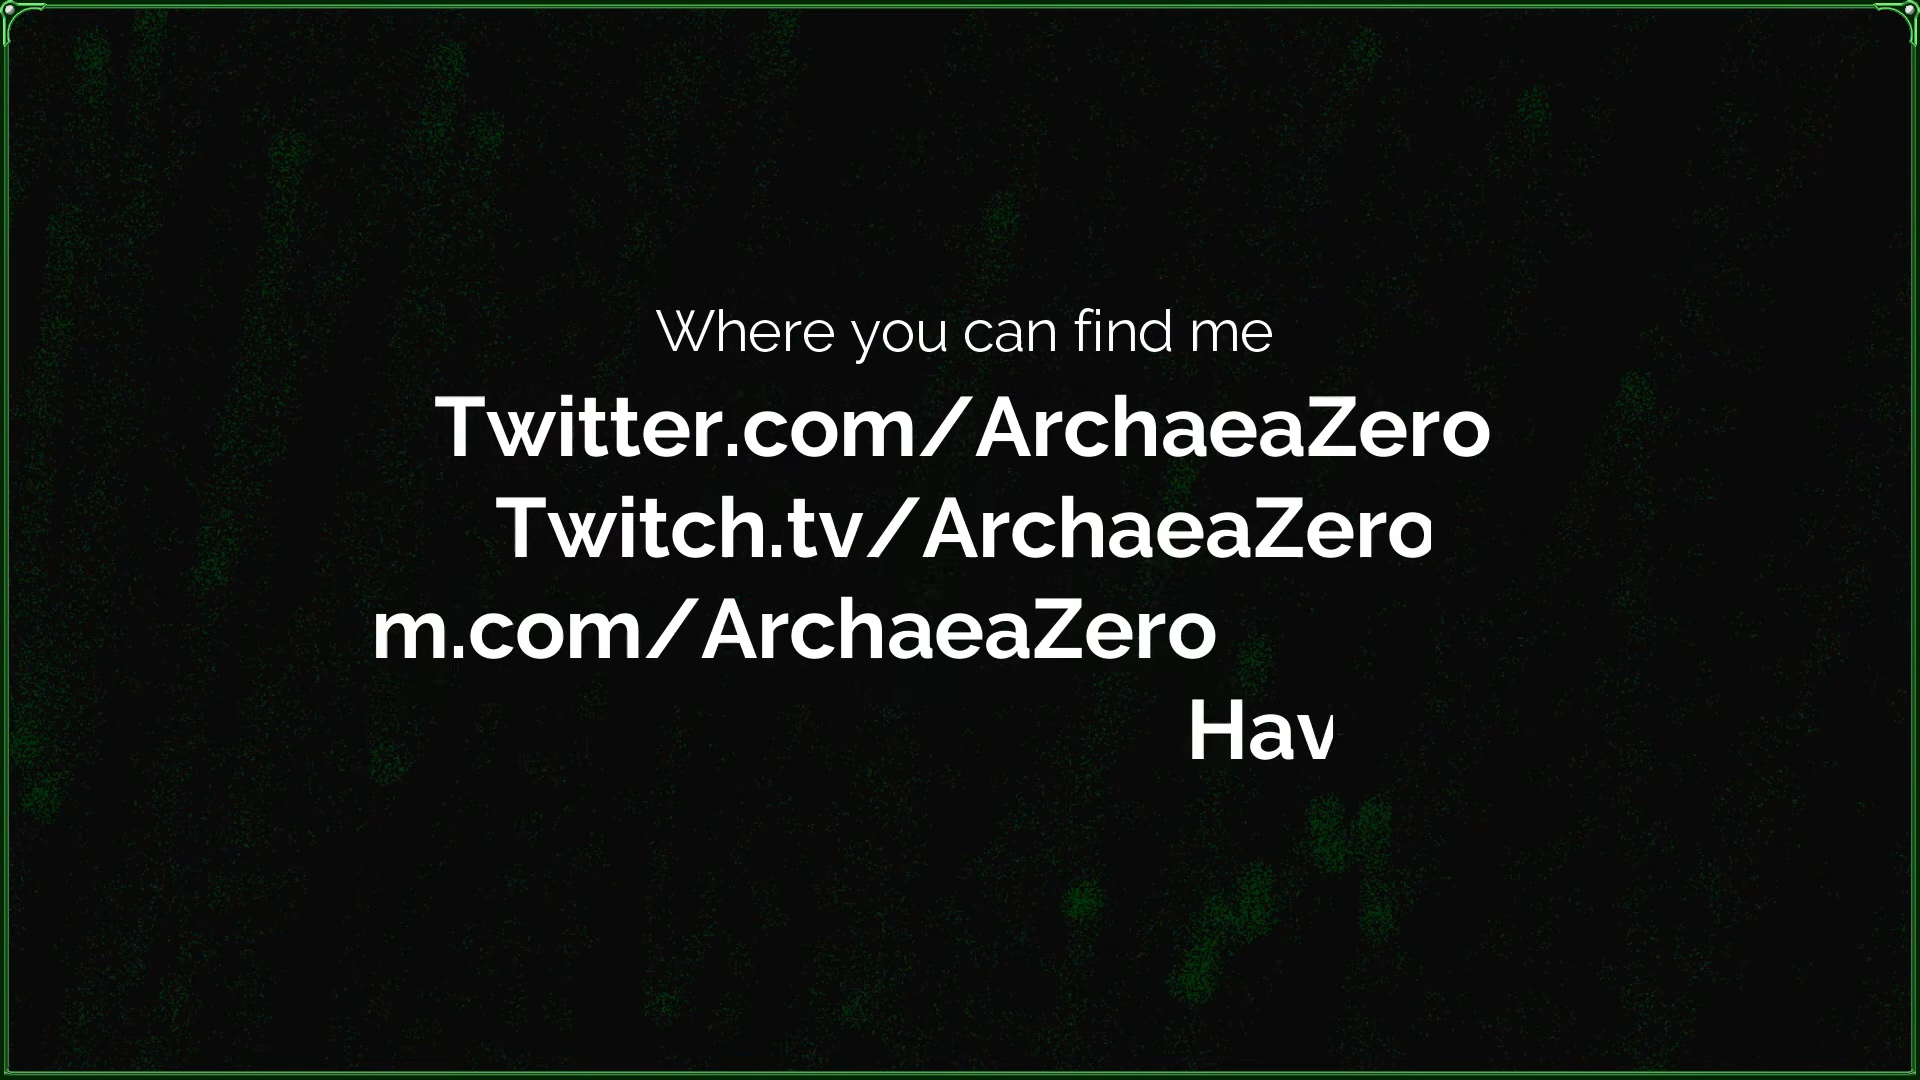 Where you can find me
Twitter.com/ArchaeaZero
Twitch.tv/ArchaeaZero
m.com/ArchaeaZero
Hav